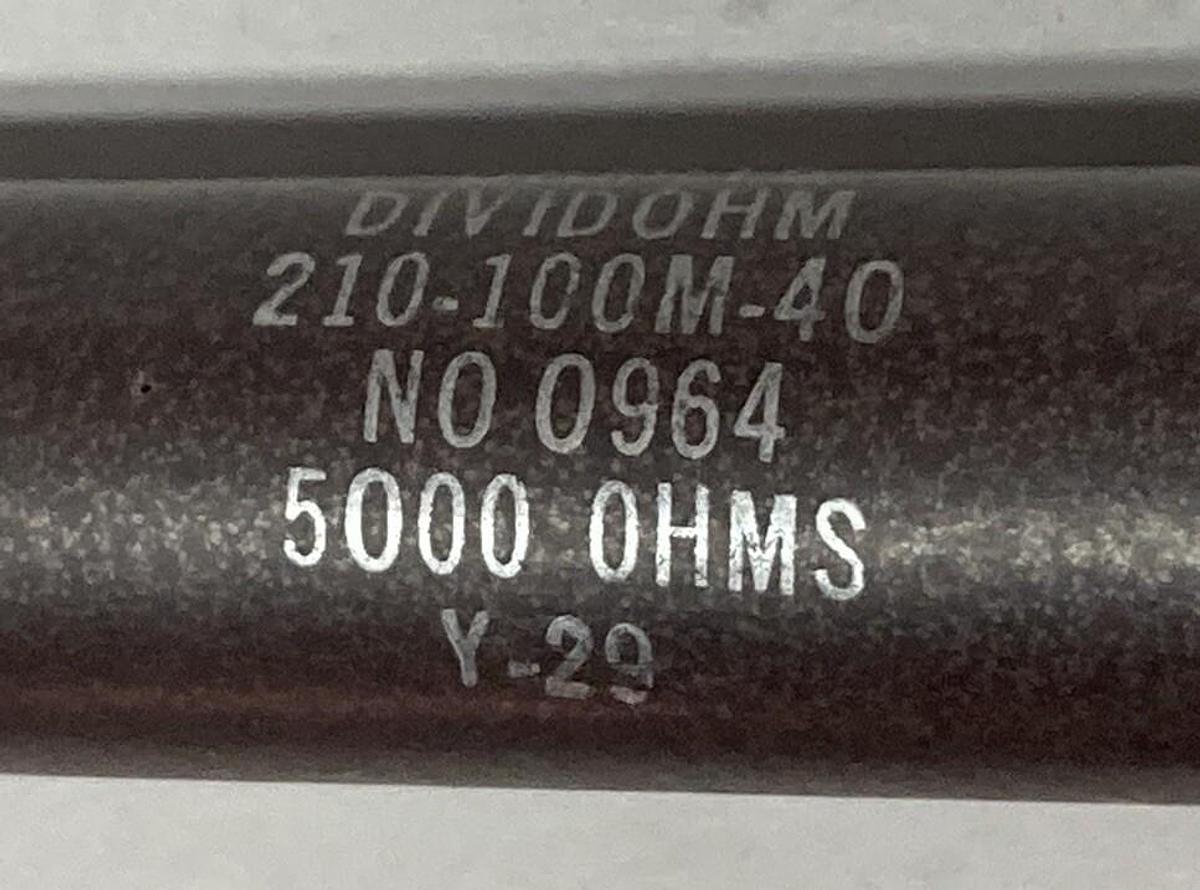 DIVIDOHM
210-100M-40
NO 0964
5000 OHMS
Y-29